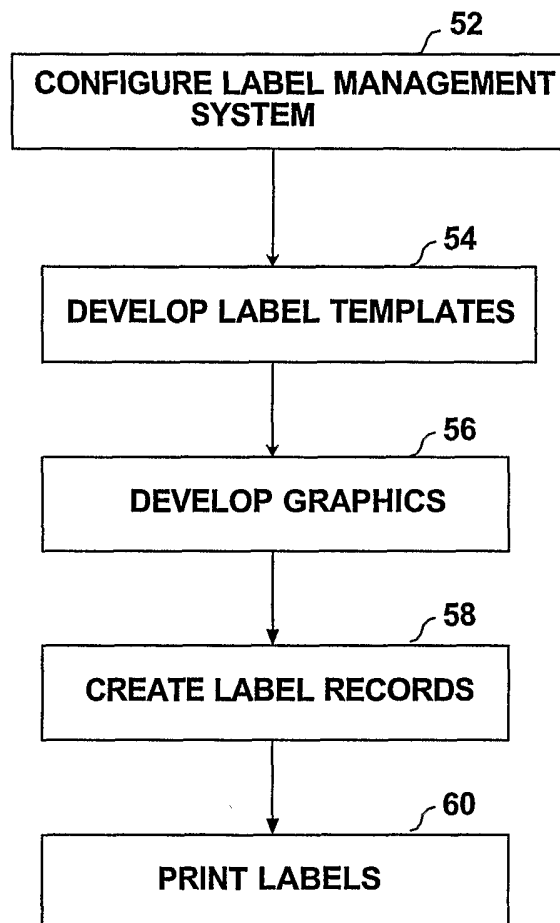 52
CONFIGURE LABEL MANAGEMENT
SYSTEM
54
DEVELOP LABEL TEMPLATES
56
DEVELOP GRAPHICS
58
CREATE LABEL RECORDS
60
PRINT LABELS